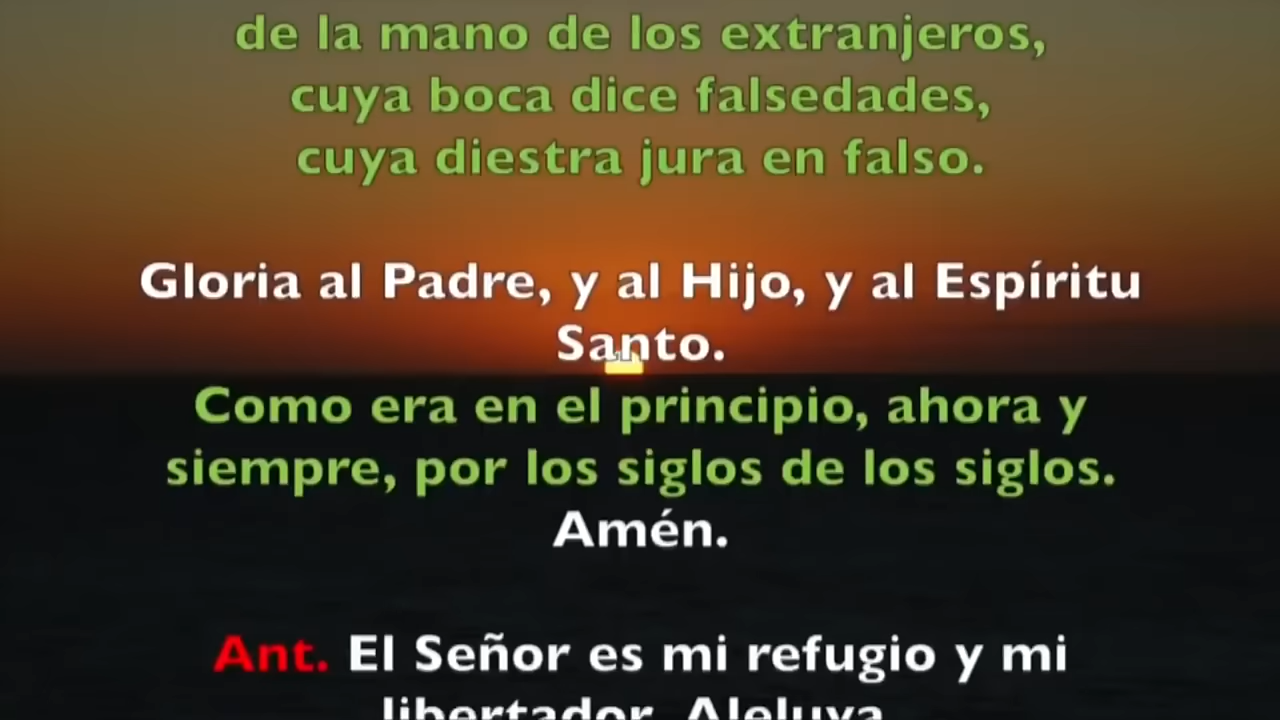 de la mano de los extranjeros,
cuya boca dice falsedades,
cuya diestra jura en falso.
Gloria al Padre, y al Hijo, y al Espíritu
Santo.
Como era en el principio, ahora y
siempre, por los siglos de los siglos.
Amén.
Ant. El Señor es mi refugio y mi
libertador. Aleluya